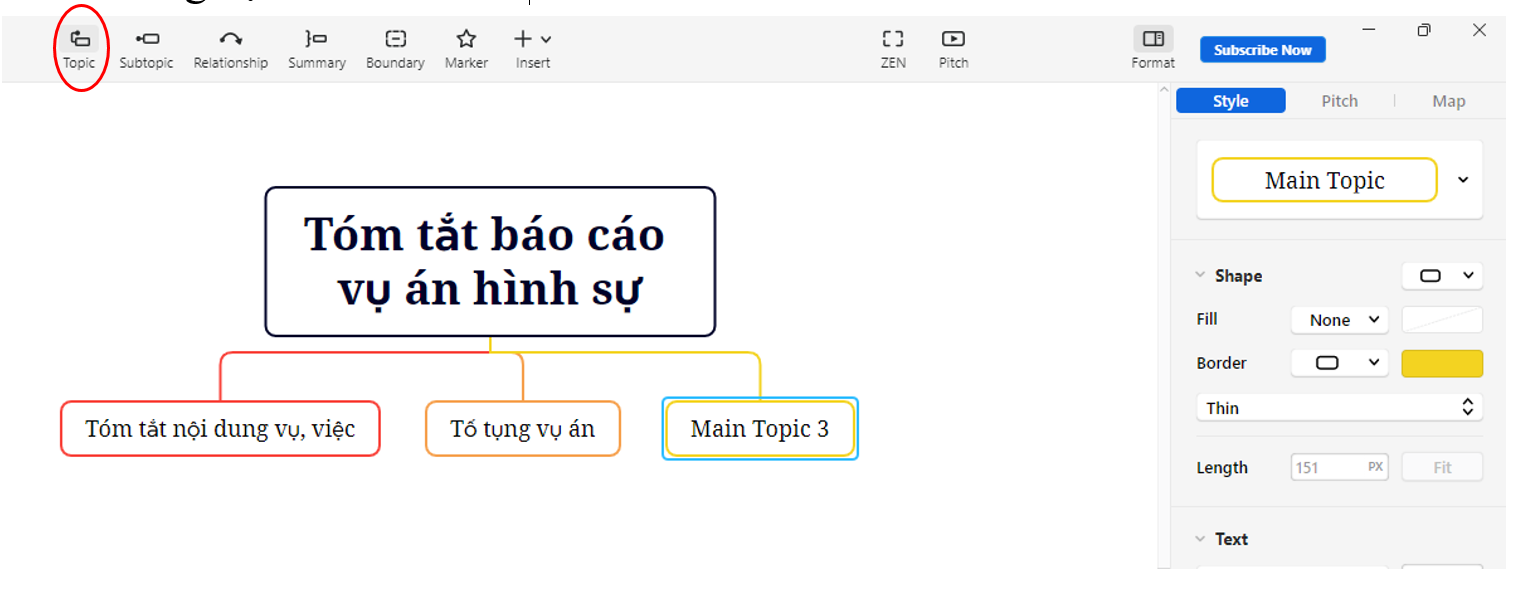 Topic Subtopic Relationship Summary Boundary Marker Insert ZEN Pitch Format Subscribe Now
Style Pitch Map
Main Topic
Tóm tắt báo cáo
vụ án hình sự
Shape
Fill None
Border
Thin
Tóm tắt nội dung vụ, việc Tố tụng vụ án Main Topic 3
Length 151 PX Fit
Text